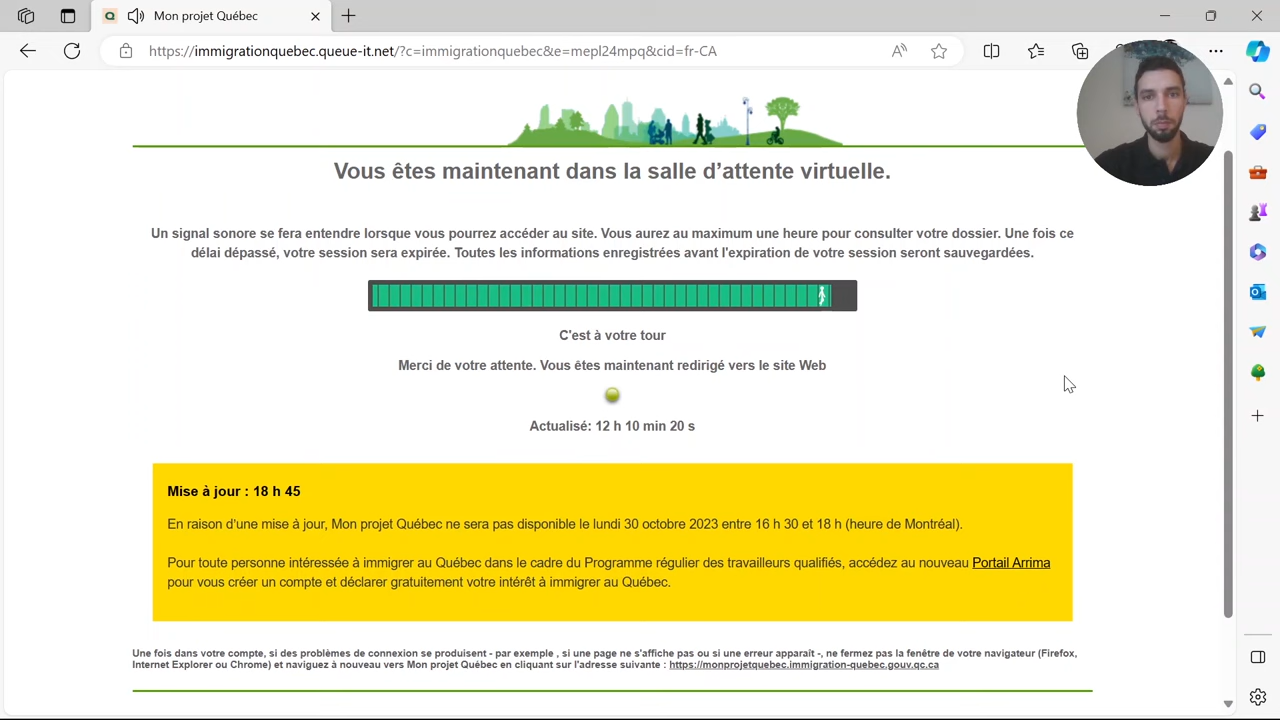 Mon projet Québec
https://immigrationquebec.queue-it.net/?c=immigrationquebec&e=mepl24mpq&cid=fr-CA
Vous êtes maintenant dans la salle d’attente virtuelle.
Un signal sonore se fera entendre lorsque vous pourrez accéder au site. Vous aurez au maximum une heure pour consulter votre dossier. Une fois ce
délai dépassé, votre session sera expirée. Toutes les informations enregistrées avant l'expiration de votre session seront sauvegardées.
C'est à votre tour
Merci de votre attente. Vous êtes maintenant redirigé vers le site Web
Actualisé: 12 h 10 min 20 s
Mise à jour : 18 h 45
En raison d'une mise à jour, Mon projet Québec ne sera pas disponible le lundi 30 octobre 2023 entre 16 h 30 et 18 h (heure de Montréal).
Pour toute personne intéressée à immigrer au Québec dans le cadre du Programme régulier des travailleurs qualifiés, accédez au nouveau Portail Arrima
pour vous créer un compte et déclarer gratuitement votre intérêt à immigrer au Québec.
Une fois dans votre compte, si des problèmes de connexion se produisent - par exemple , si une page ne s'affiche pas ou si une erreur apparaît -, ne fermez pas la fenêtre de votre navigateur (Firefox,
Internet Explorer ou Chrome) et naviguez à nouveau vers Mon projet Québec en cliquant sur l'adresse suivante : https://monprojetquebec.immigration-quebec.gouv.qc.ca